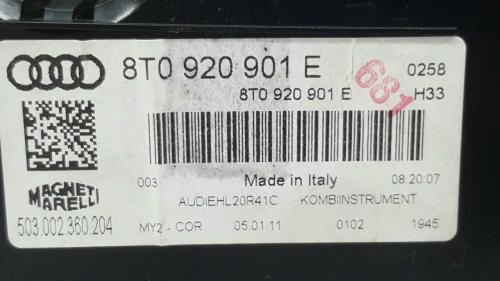 8T0 920 901 E 0258
8T0 920 901 E H33
681
003 Made in Italy 08:20:07
MAGNETI
MARELLI
AUDIEHL20R41C KOMBIINSTRUMENT
503.002.360.204 MY2 - COR 05.01.11 0102 1945